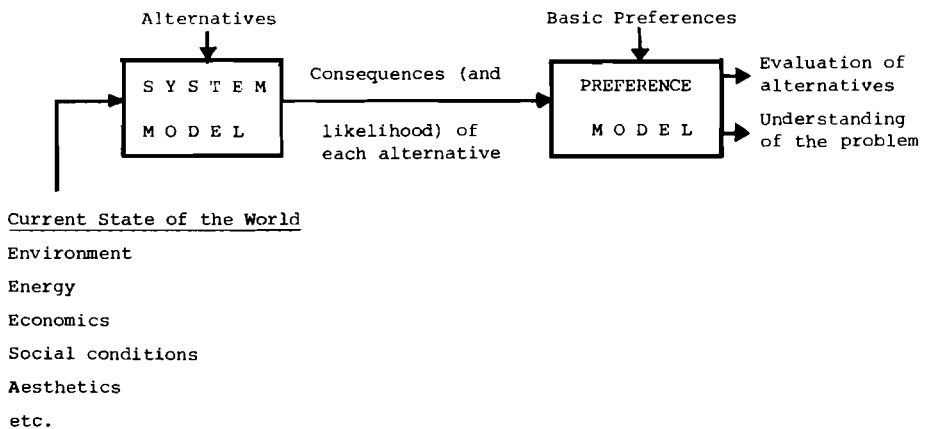 Alternatives
Basic Preferences
S Y S T E M
M O D E L
Consequences (and
likelihood) of
each alternative
PREFERENCE
M O D E L
Evaluation of
alternatives
Understanding
of the problem
Current State of the World
Environment
Energy
Economics
Social conditions
Aesthetics
etc.